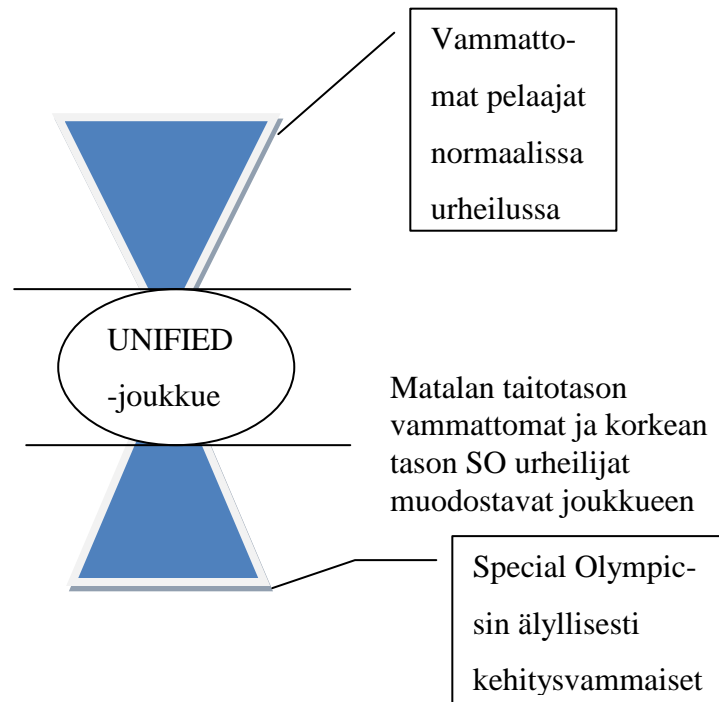 Vammatto-
mat pelaajat
normaalissa
urheilussa
UNIFIED
-joukkue
Matalan taitotason
vammattomat ja korkean
tason SO urheilijat
muodostavat joukkueen
Special Olympic-
sin älyllisesti
kehitysvammaiset